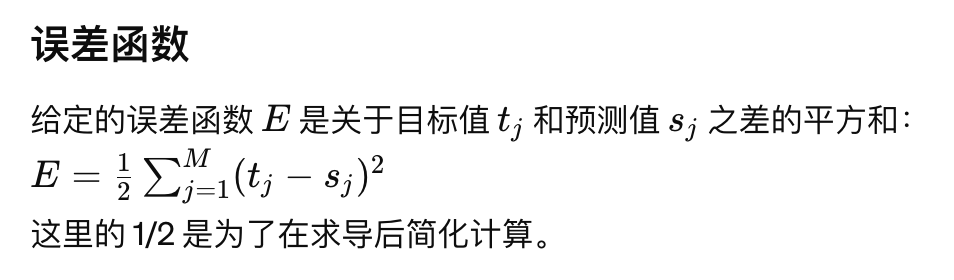 误差函数
给定的误差函数 E 是关于目标值 t_j 和预测值 s_j 之差的平方和：
E = \frac{1}{2} \sum_{j=1}^{M} (t_j - s_j)^2
这里的 1/2 是为了在求导后简化计算。